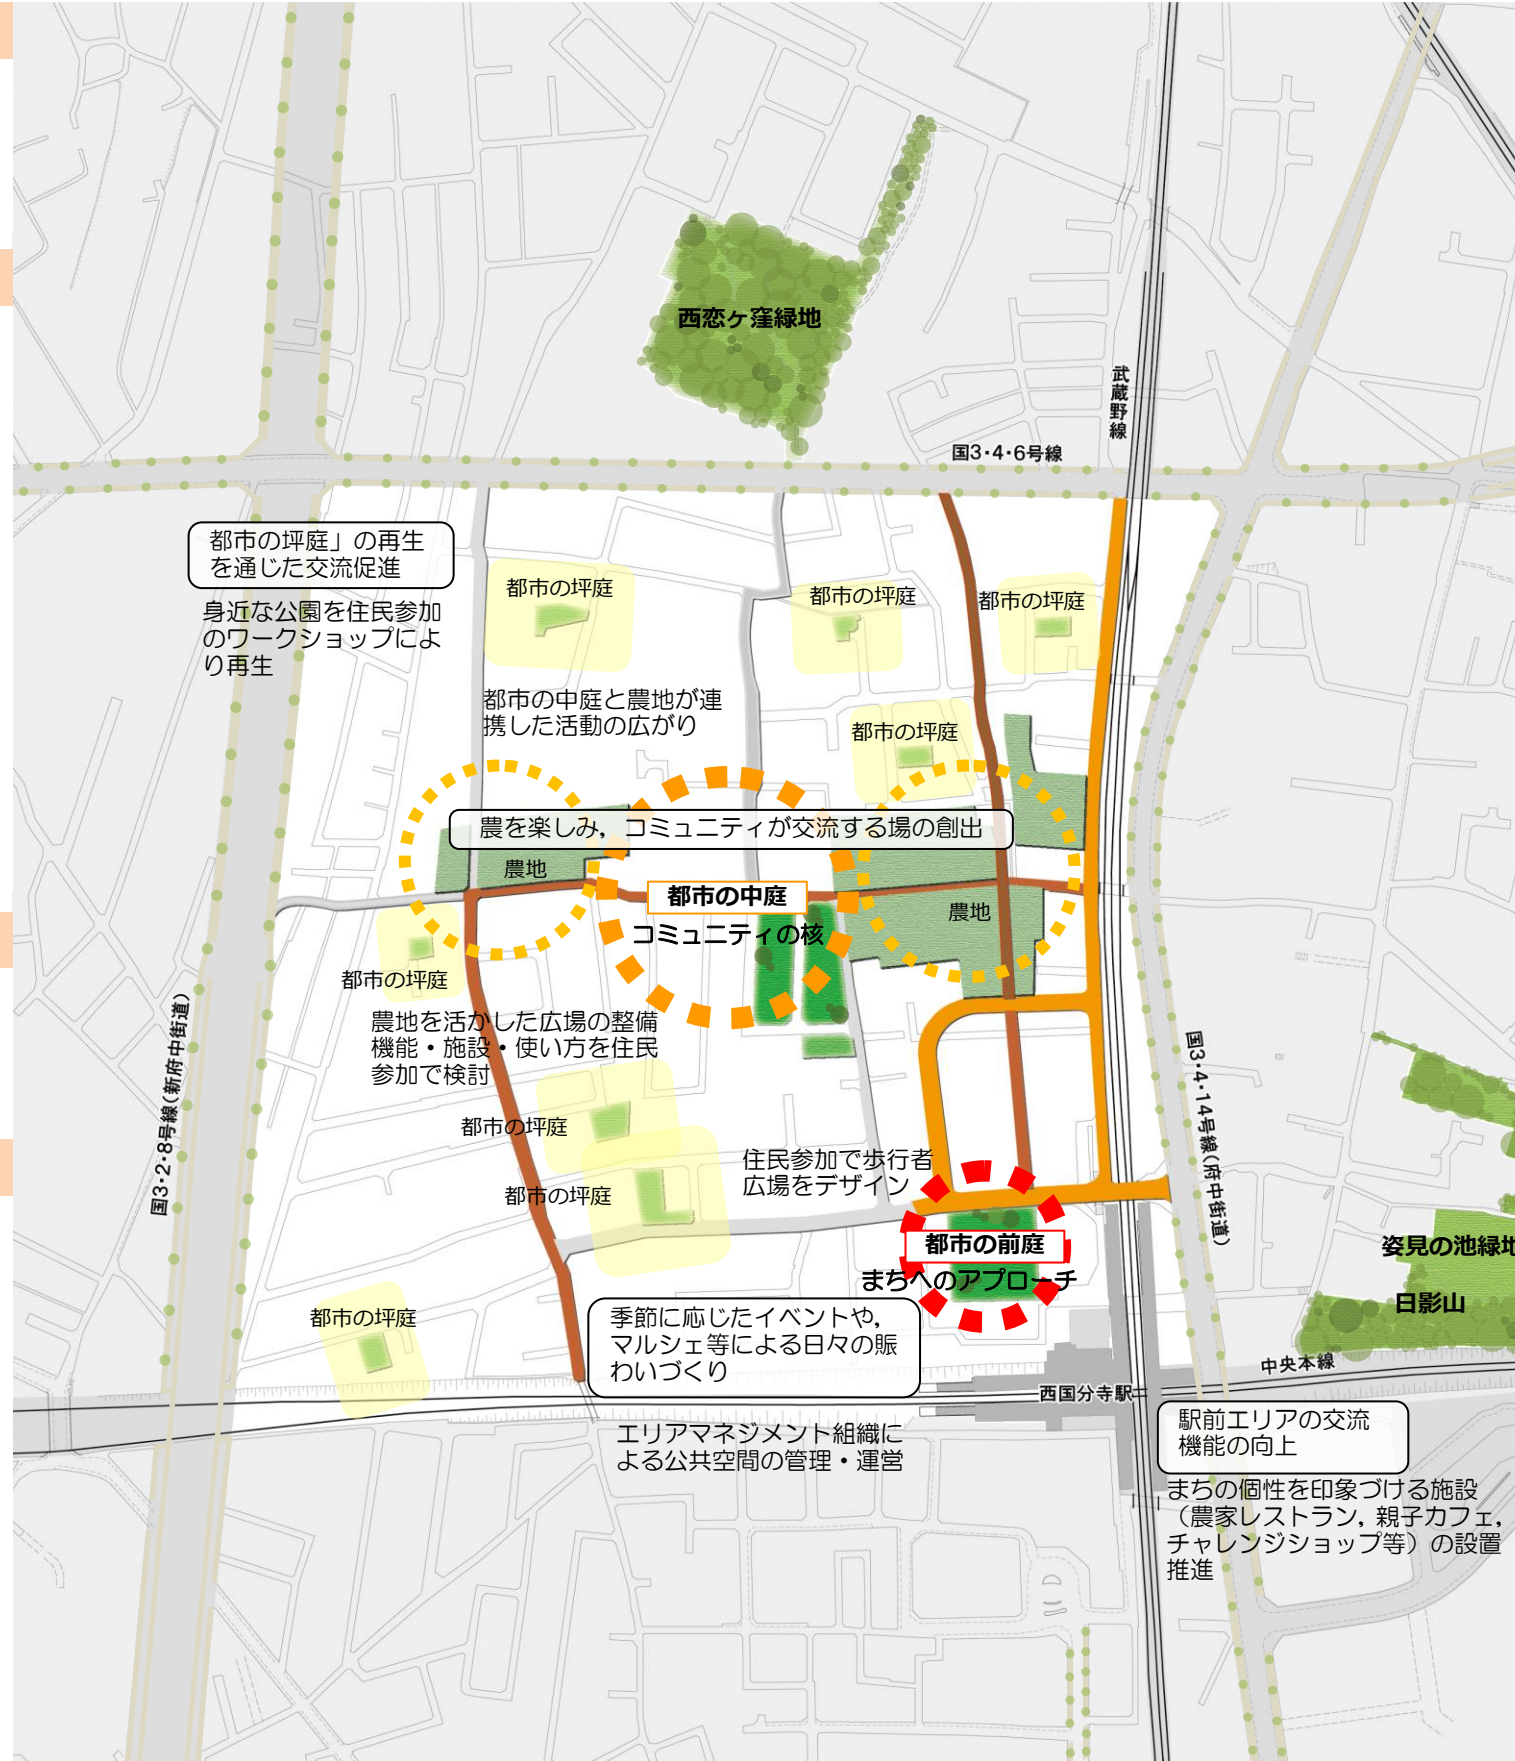 西恋ヶ窪緑地
武蔵野線
国3・4・6号線
都市の坪庭」の再生
を通じた交流促進
身近な公園を住民参加
のワークショップによ
り再生
都市の坪庭
都市の坪庭
都市の坪庭
都市の中庭と農地が連
携した活動の広がり
都市の坪庭
農を楽しみ，コミュニティが交流する場の創出
農地
都市の中庭
コミュニティの核
農地
都市の坪庭
農地を活かした広場の整備
機能・施設・使い方を住民
参加で検討
国3・2・8号線(新府中街道)
国3・4・14号線(府中街道)
都市の坪庭
都市の坪庭
住民参加で歩行者
広場をデザイン
都市の前庭
まちへのアプローチ
姿見の池緑地
日影山
都市の坪庭
季節に応じたイベントや，
マルシェ等による日々の賑
わいづくり
中央本線
西国分寺駅
エリアマネジメント組織に
よる公共空間の管理・運営
駅前エリアの交流
機能の向上
まちの個性を印象づける施設
（農家レストラン，親子カフェ，
チャレンジショップ等）の設置
推進